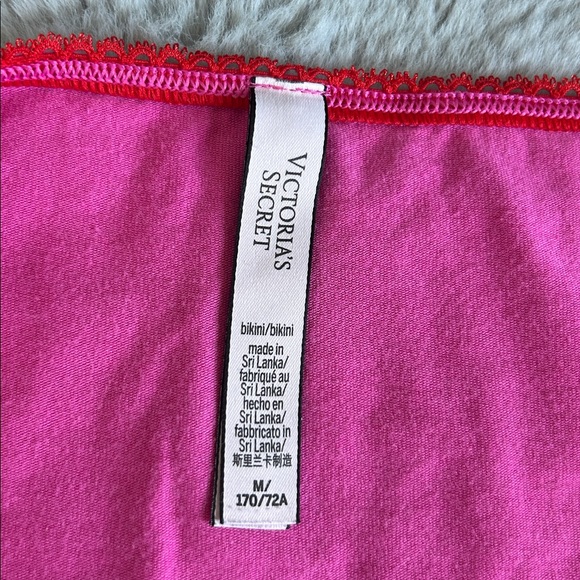 VICTORIA'S
SECRET
bikini/bikini
made in
Sri Lanka/
fabriqué au
Sri Lanka/
hecho en
Sri Lanka/
fabbricato in
Sri Lanka/
斯里兰卡制造
M/
170/72A